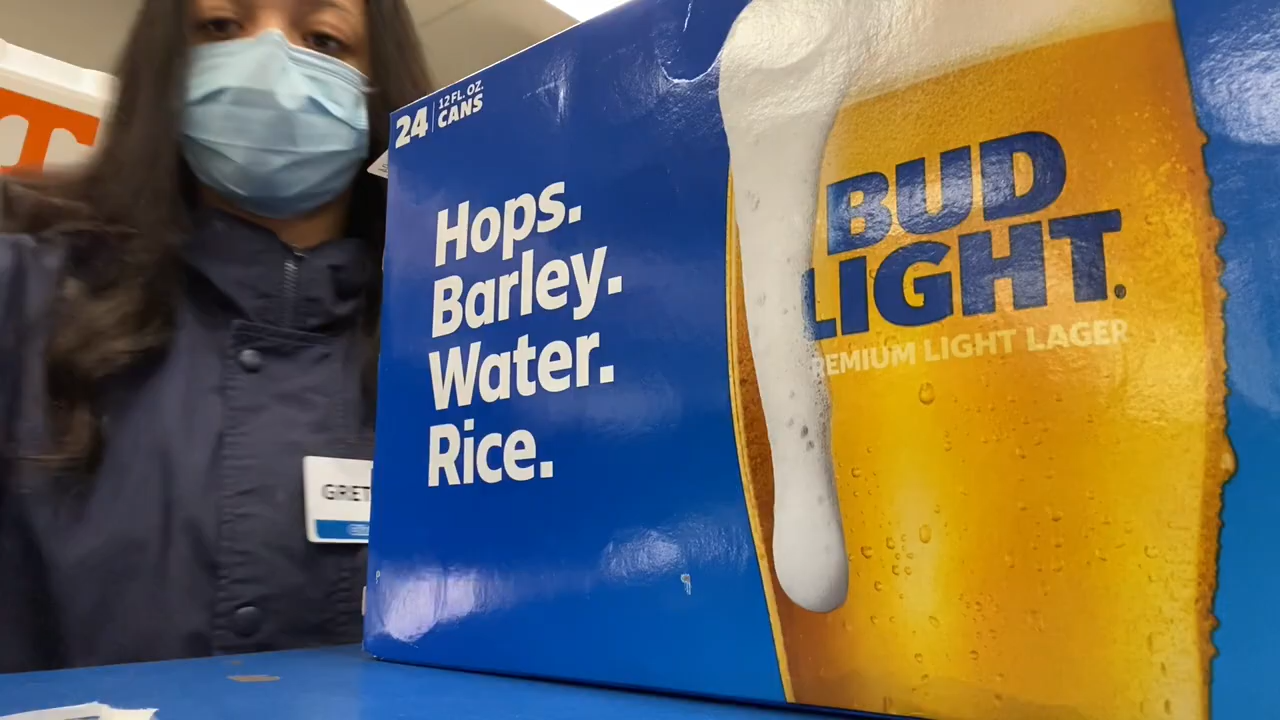 T
24
12 FL. OZ.
CANS
Hops.
Barley.
Water.
Rice.
BUD
LIGHT.
REMIUM LIGHT LAGER
GRET